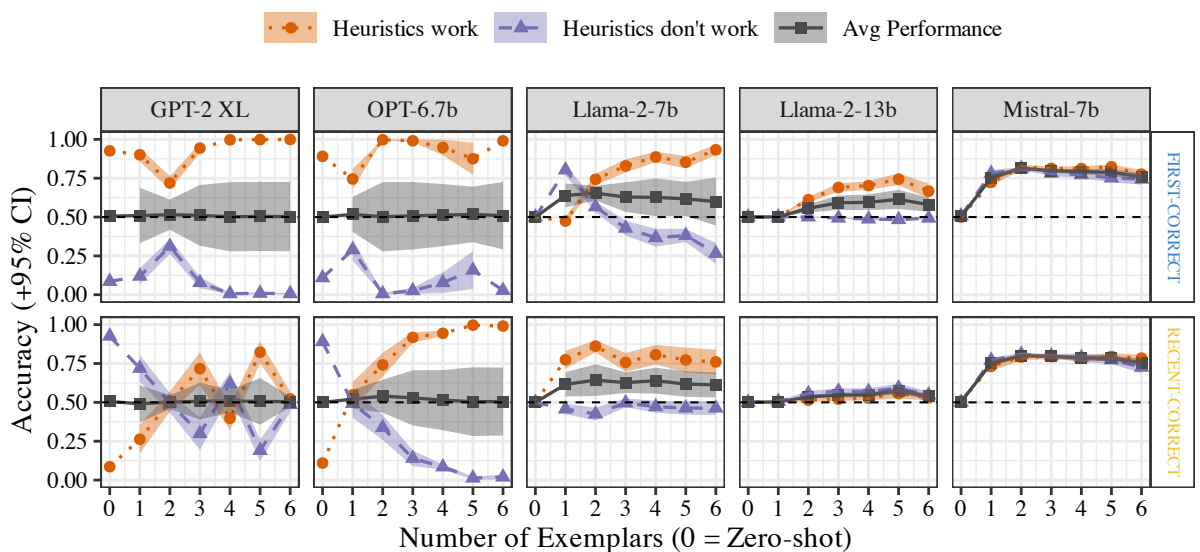 Heuristics work Heuristics don't work Avg Performance
GPT-2 XL OPT-6.7b Llama-2-7b Llama-2-13b Mistral-7b
1.00
0.75
0.50
0.25
0.00
FIRST-CORRECT
1.00
0.75
0.50
0.25
0.00
RECENT-CORRECT
Accuracy (+95% CI)
0 1 2 3 4 5 6 0 1 2 3 4 5 6 0 1 2 3 4 5 6 0 1 2 3 4 5 6 0 1 2 3 4 5 6
Number of Exemplars (0 = Zero-shot)